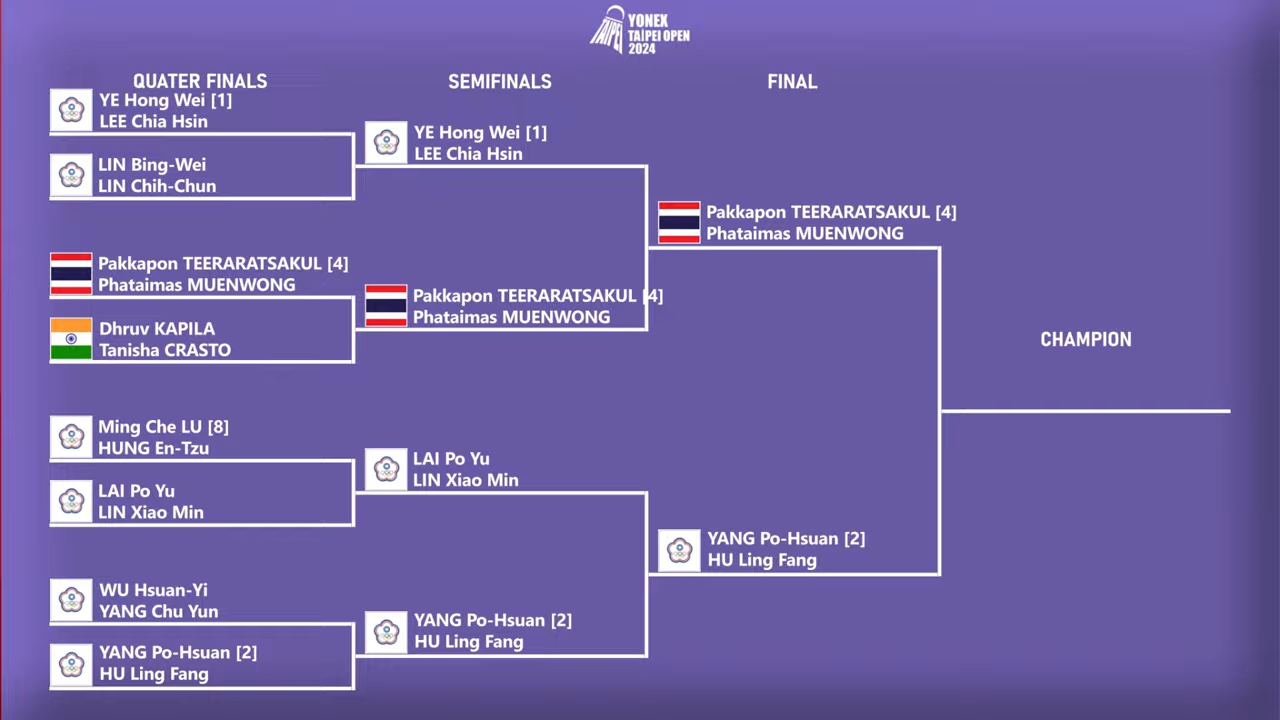 YONEX
TAIPEI OPEN
2024
QUATER FINALS
SEMIFINALS
FINAL
YE Hong Wei [1]
LEE Chia Hsin
LIN Bing-Wei
LIN Chih-Chun
Pakkapon TEERARATSAKUL [4]
Phataimas MUENWONG
Dhruv KAPILA
Tanisha CRASTO
Ming Che LU [8]
HUNG En-Tzu
LAI Po Yu
LIN Xiao Min
WU Hsuan-Yi
YANG Chu Yun
YANG Po-Hsuan [2]
HU Ling Fang
YE Hong Wei [1]
LEE Chia Hsin
Pakkapon TEERARATSAKUL [4]
Phataimas MUENWONG
LAI Po Yu
LIN Xiao Min
YANG Po-Hsuan [2]
HU Ling Fang
Pakkapon TEERARATSAKUL [4]
Phataimas MUENWONG
YANG Po-Hsuan [2]
HU Ling Fang
CHAMPION